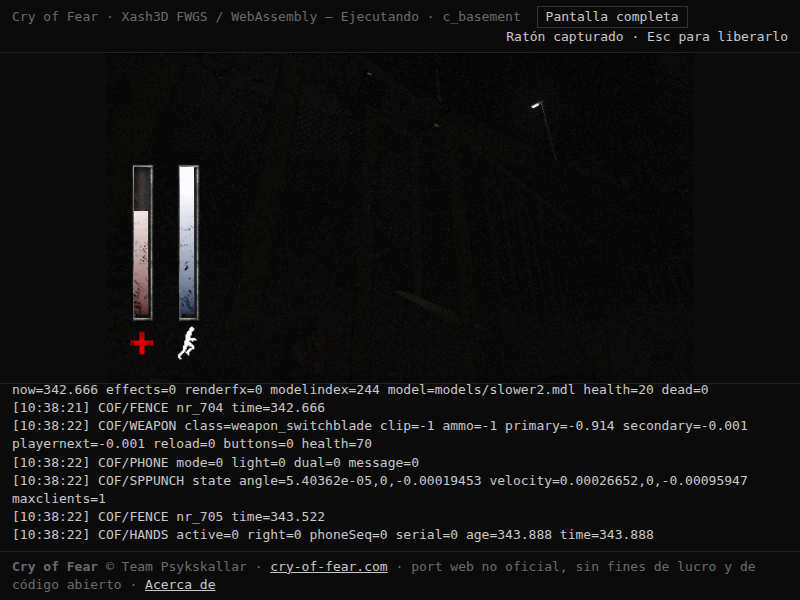 Cry of Fear · Xash3D FWGS / WebAssembly — Ejecutando · c_basement
Pantalla completa
Ratón capturado · Esc para liberarlo
now=342.666 effects=0 renderfx=0 modelindex=244 model=models/slower2.mdl health=20 dead=0
[10:38:21] COF/FENCE nr_704 time=342.666
[10:38:22] COF/WEAPON class=weapon_switchblade clip=-1 ammo=-1 primary=-0.914 secondary=-0.001
playernext=-0.001 reload=0 buttons=0 health=70
[10:38:22] COF/PHONE mode=0 light=0 dual=0 message=0
[10:38:22] COF/SPPUNCH state angle=5.40362e-05,0,-0.00019453 velocity=0.00026652,0,-0.00095947
maxclients=1
[10:38:22] COF/FENCE nr_705 time=343.522
[10:38:22] COF/HANDS active=0 right=0 phoneSeq=0 serial=0 age=343.888 time=343.888
Cry of Fear © Team Psykskallar · cry-of-fear.com · port web no oficial, sin fines de lucro y de
código abierto · Acerca de